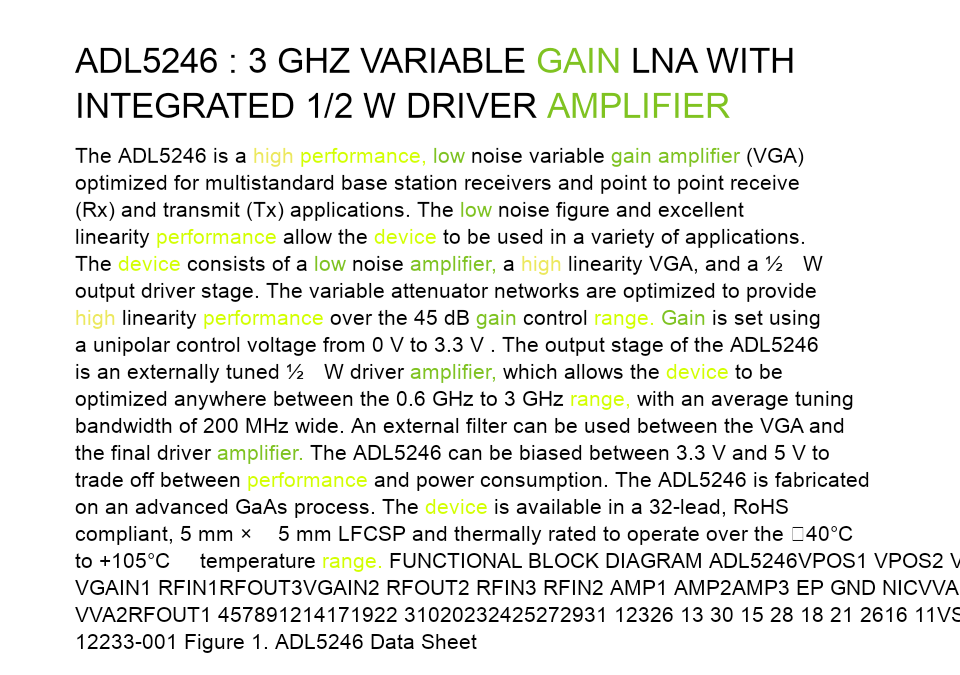 ADL5246 : 3 GHZ VARIABLE GAIN LNA WITH
INTEGRATED 1/2 W DRIVER AMPLIFIER
The ADL5246 is a high performance, low noise variable gain amplifier (VGA)
optimized for multistandard base station receivers and point to point receive
(Rx) and transmit (Tx) applications. The low noise figure and excellent
linearity performance allow the device to be used in a variety of applications.
The device consists of a low noise amplifier, a high linearity VGA, and a ½ W
output driver stage. The variable attenuator networks are optimized to provide
high linearity performance over the 45 dB gain control range. Gain is set using
a unipolar control voltage from 0 V to 3.3 V . The output stage of the ADL5246
is an externally tuned ½ W driver amplifier, which allows the device to be
optimized anywhere between the 0.6 GHz to 3 GHz range, with an average tuning
bandwidth of 200 MHz wide. An external filter can be used between the VGA and
the final driver amplifier. The ADL5246 can be biased between 3.3 V and 5 V to
trade off between performance and power consumption. The ADL5246 is fabricated
on an advanced GaAs process. The device is available in a 32-lead, RoHS
compliant, 5 mm × 5 mm LFCSP and thermally rated to operate over the 40°C
to +105°C temperature range. FUNCTIONAL BLOCK DIAGRAM ADL5246VPOS1 VPOS2 V
VGAIN1 RFIN1RFOUT3VGAIN2 RFOUT2 RFIN3 RFIN2 AMP1 AMP2AMP3 EP GND NICVVA
VVA2RFOUT1 457891214171922 31020232425272931 12326 13 30 15 28 18 21 2616 11VS
12233-001 Figure 1. ADL5246 Data Sheet